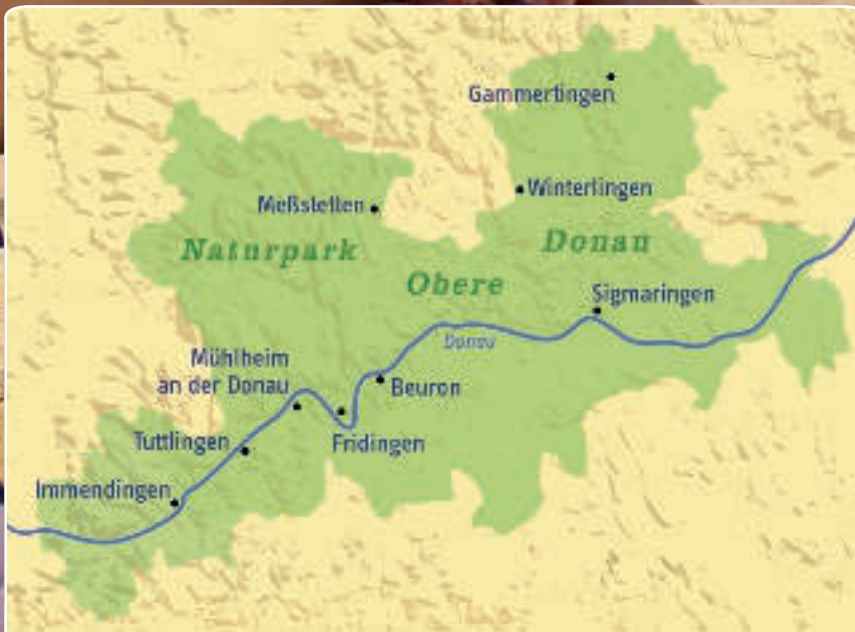 Gammertingen
Winterlingen
Meßstetten
Naturpark
Obere
Donau
Sigmaringen
Donau
Mühlheim
an der Donau
Beuron
Fridingen
Tuttlingen
Immendingen